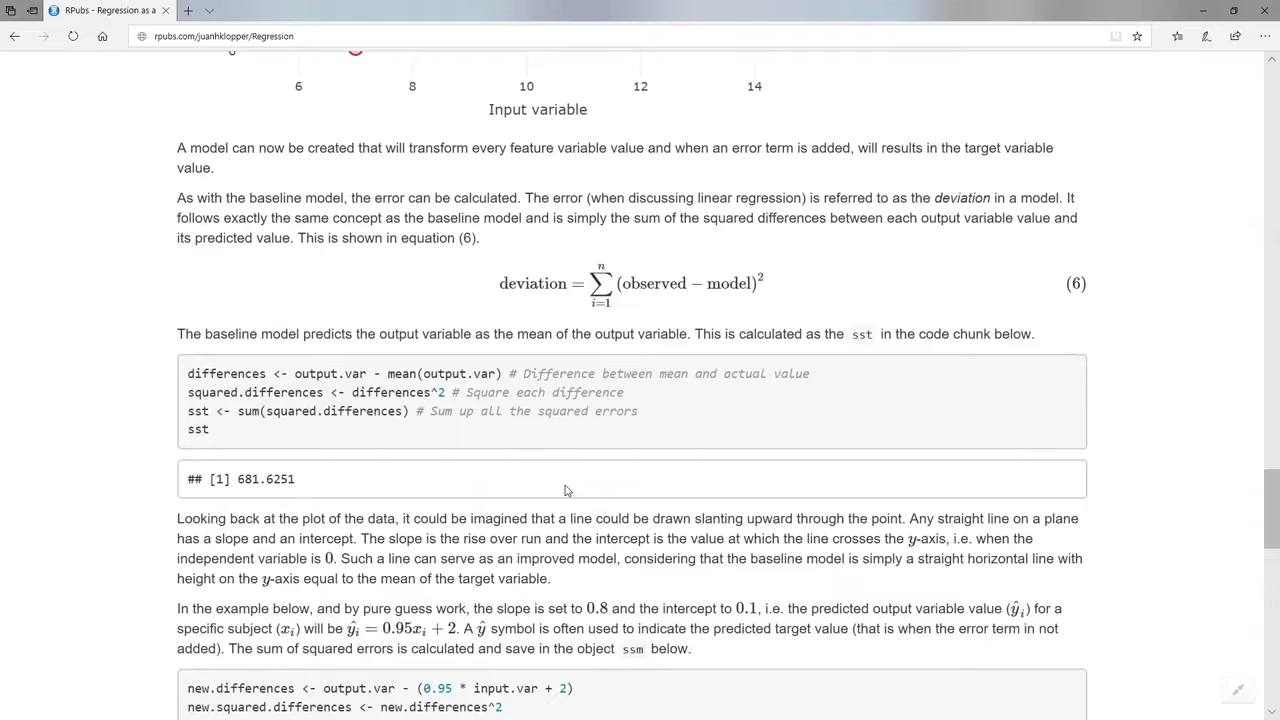 RPubs - Regression as a
rpubs.com/juanhklopper/Regression
6 8 10 12 14
Input variable
A model can now be created that will transform every feature variable value and when an error term is added, will results in the target variable
value.
As with the baseline model, the error can be calculated. The error (when discussing linear regression) is referred to as the deviation in a model. It
follows exactly the same concept as the baseline model and is simply the sum of the squared differences between each output variable value and
its predicted value. This is shown in equation (6).
deviation = ∑_{i=1}^{n} (observed − model)² (6)
The baseline model predicts the output variable as the mean of the output variable. This is calculated as the sst in the code chunk below.
differences <- output.var - mean(output.var) # Difference between mean and actual value
squared.differences <- differences^2 # Square each difference
sst <- sum(squared.differences) # Sum up all the squared errors
sst
## [1] 681.6251
Looking back at the plot of the data, it could be imagined that a line could be drawn slanting upward through the point. Any straight line on a plane
has a slope and an intercept. The slope is the rise over run and the intercept is the value at which the line crosses the y-axis, i.e. when the
independent variable is 0. Such a line can serve as an improved model, considering that the baseline model is simply a straight horizontal line with
height on the y-axis equal to the mean of the target variable.
In the example below, and by pure guess work, the slope is set to 0.8 and the intercept to 0.1, i.e. the predicted output variable value (ŷᵢ) for a
specific subject (xᵢ) will be ŷᵢ = 0.95xᵢ + 2. A ŷ symbol is often used to indicate the predicted target value (that is when the error term in not
added). The sum of squared errors is calculated and save in the object ssm below.
new.differences <- output.var - (0.95 * input.var + 2)
new.squared.differences <- new.differences^2